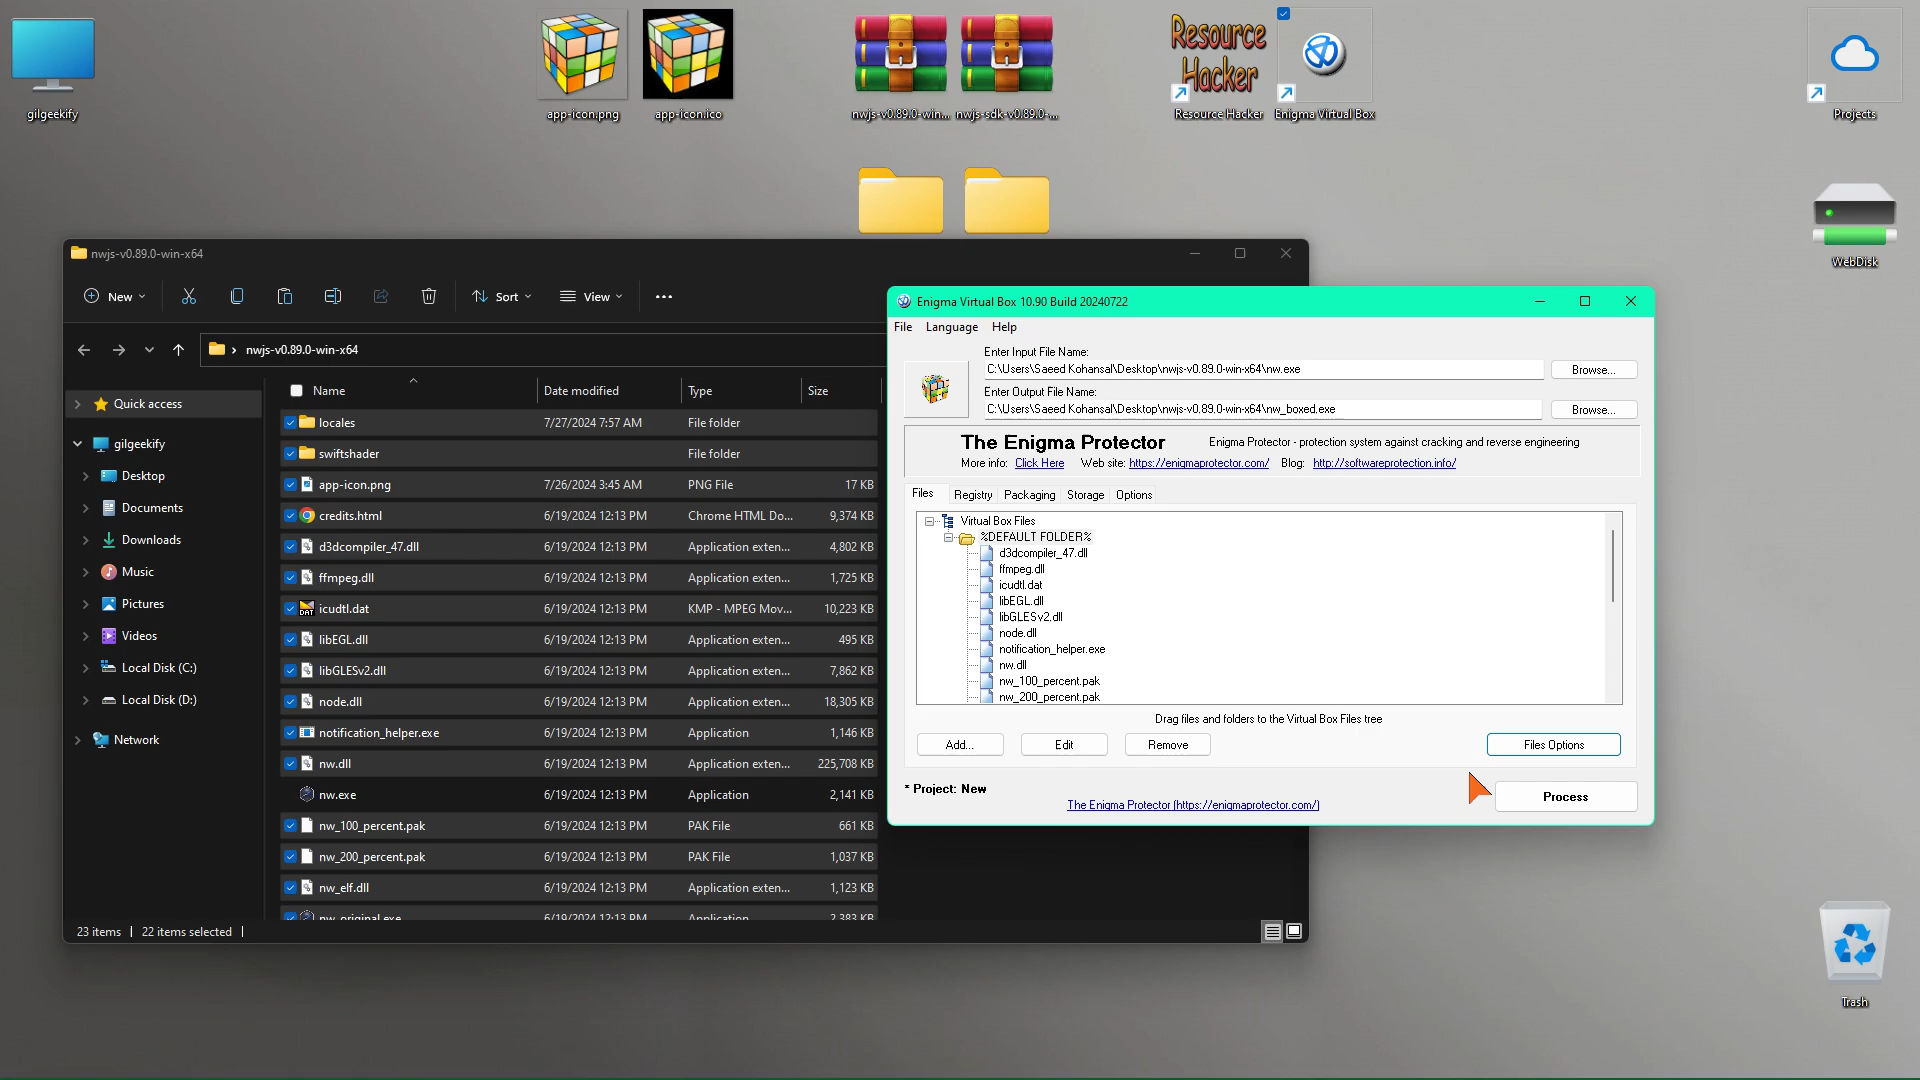 gilgeekify
app-icon.png
app-icon.ico
nwjs-v0.89.0-win...
nwjs-sdk-v0.89.0-...
Resource Hacker
Resource Hacker
Enigma Virtual Box
Projects
WebDisk
Trash
nwjs-v0.89.0-win-x64
New
Sort
View
nwjs-v0.89.0-win-x64
Quick access
gilgeekify
Desktop
Documents
Downloads
Music
Pictures
Videos
Local Disk (C:)
Local Disk (D:)
Network
Name Date modified Type Size
locales 7/27/2024 7:57 AM File folder
swiftshader File folder
app-icon.png 7/26/2024 3:45 AM PNG File 17 KB
credits.html 6/19/2024 12:13 PM Chrome HTML Do... 9,374 KB
d3dcompiler_47.dll 6/19/2024 12:13 PM Application exten... 4,802 KB
ffmpeg.dll 6/19/2024 12:13 PM Application exten... 1,725 KB
icudtl.dat 6/19/2024 12:13 PM KMP - MPEG Mov... 10,223 KB
libEGL.dll 6/19/2024 12:13 PM Application exten... 495 KB
libGLESv2.dll 6/19/2024 12:13 PM Application exten... 7,862 KB
node.dll 6/19/2024 12:13 PM Application exten... 18,305 KB
notification_helper.exe 6/19/2024 12:13 PM Application 1,146 KB
nw.dll 6/19/2024 12:13 PM Application exten... 225,708 KB
nw.exe 6/19/2024 12:13 PM Application 2,141 KB
nw_100_percent.pak 6/19/2024 12:13 PM PAK File 661 KB
nw_200_percent.pak 6/19/2024 12:13 PM PAK File 1,037 KB
nw_elf.dll 6/19/2024 12:13 PM Application exten... 1,123 KB
nw_original.exe 6/19/2024 12:13 PM Application 2,383 KB
23 items | 22 items selected |
Enigma Virtual Box 10.90 Build 20240722
File Language Help
Enter Input File Name:
C:\Users\Saeed Kohansal\Desktop\nwjs-v0.89.0-win-x64\nw.exe
Browse...
Enter Output File Name:
C:\Users\Saeed Kohansal\Desktop\nwjs-v0.89.0-win-x64\nw_boxed.exe
Browse...
The Enigma Protector Enigma Protector - protection system against cracking and reverse engineering
More info: Click Here Web site: https://enigmaprotector.com/ Blog: http://softwareprotection.info/
Files Registry Packaging Storage Options
Virtual Box Files
%DEFAULT FOLDER%
d3dcompiler_47.dll
ffmpeg.dll
icudtl.dat
libEGL.dll
libGLESv2.dll
node.dll
notification_helper.exe
nw.dll
nw_100_percent.pak
nw_200_percent.pak
Drag files and folders to the Virtual Box Files tree
Add... Edit Remove Files Options
* Project: New
Process
The Enigma Protector [https://enigmaprotector.com/]